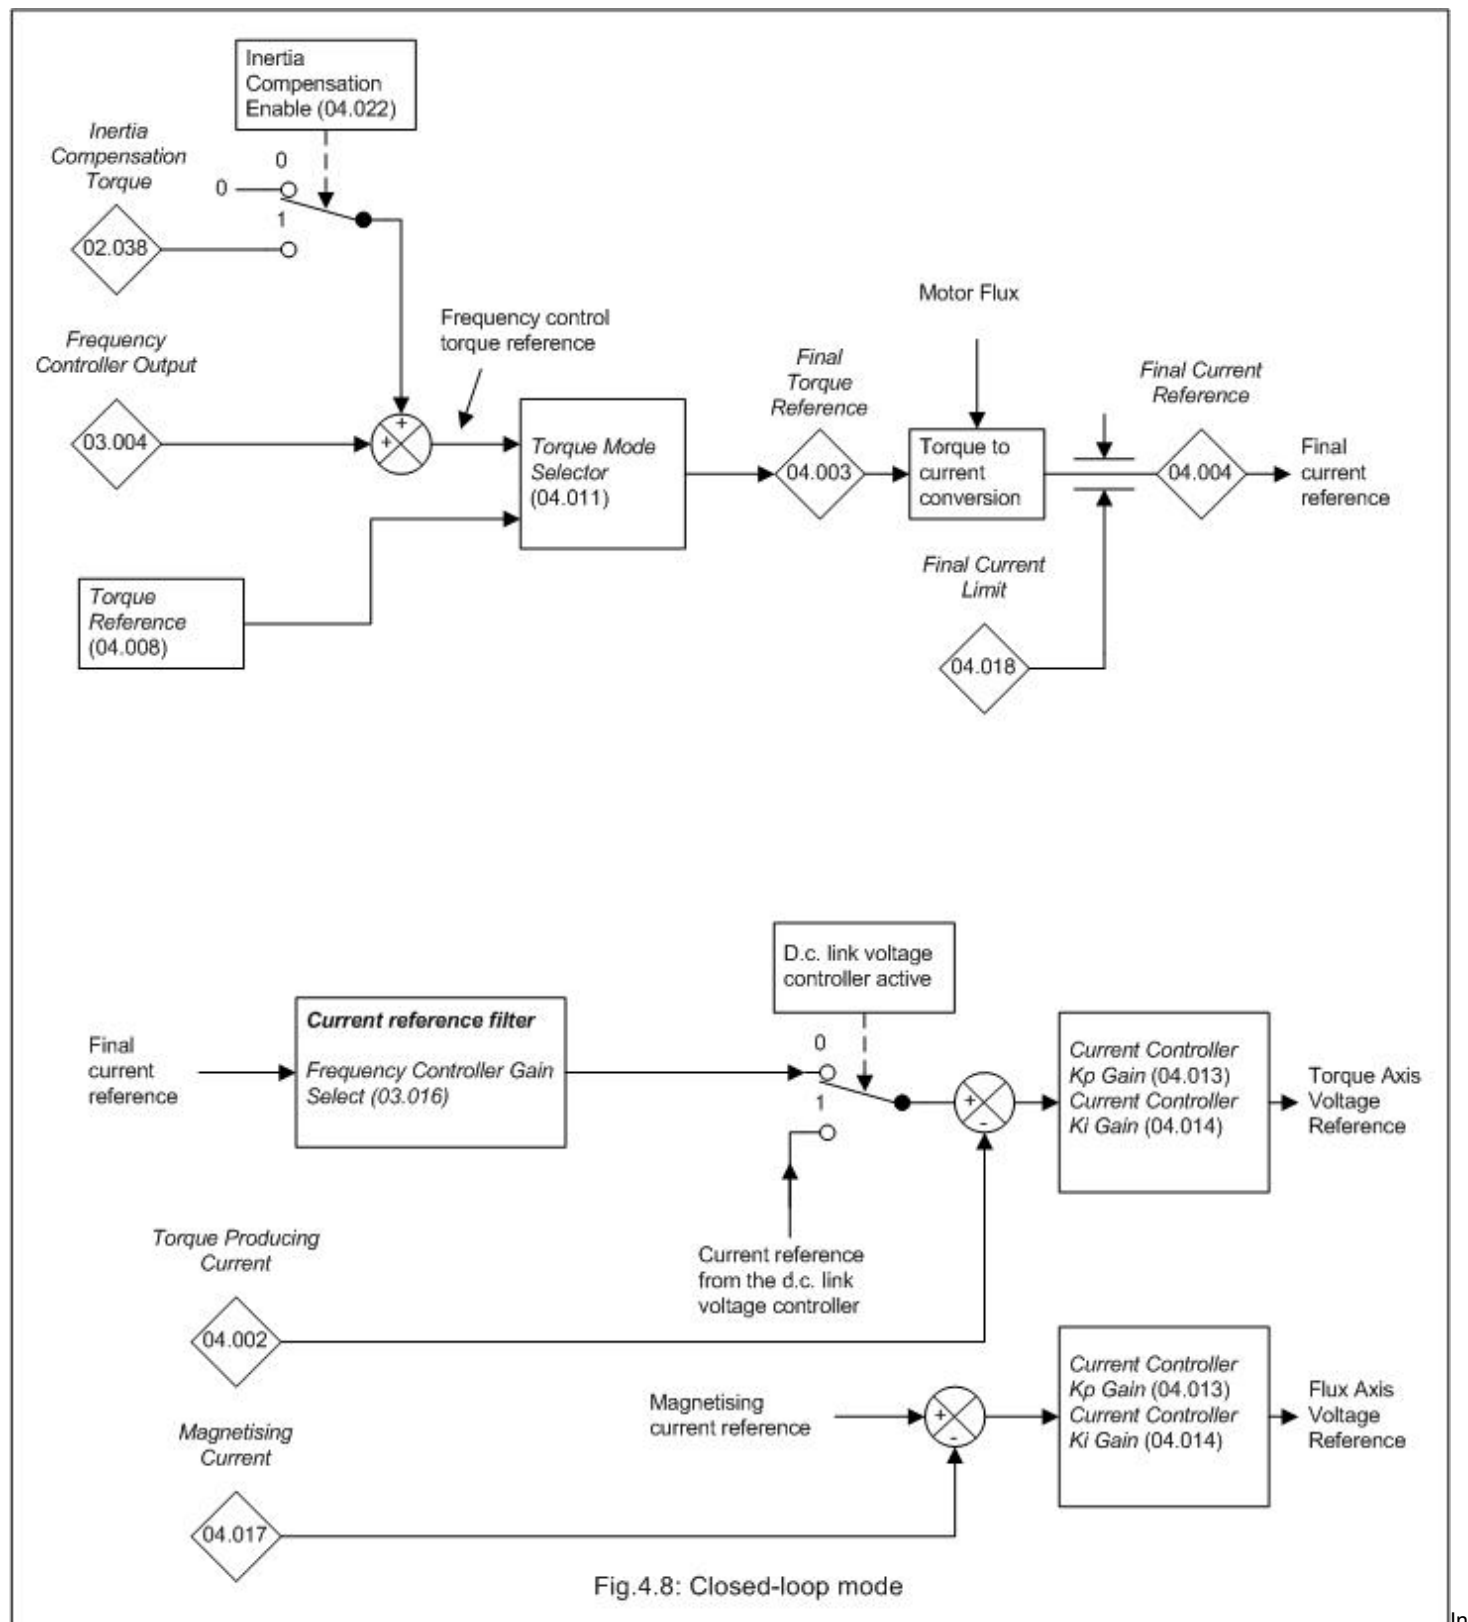 Inertia
Compensation
Enable (04.022)
Inertia
Compensation
Torque
0
0
1
02.038
Frequency
Controller Output
03.004
+
+
Frequency control
torque reference
Torque Mode
Selector
(04.011)
Torque
Reference
(04.008)
Final
Torque
Reference
04.003
Motor Flux
Torque to
current
conversion
Final Current
Reference
04.004
Final
current
reference
Final Current
Limit
04.018
D.c. link voltage
controller active
Final
current
reference
Current reference filter
Frequency Controller Gain
Select (03.016)
0
1
+
-
Current Controller
Kp Gain (04.013)
Current Controller
Ki Gain (04.014)
Torque Axis
Voltage
Reference
Current reference
from the d.c. link
voltage controller
Torque Producing
Current
04.002
Magnetising
current reference
+
-
Current Controller
Kp Gain (04.013)
Current Controller
Ki Gain (04.014)
Flux Axis
Voltage
Reference
Magnetising
Current
04.017
Fig.4.8: Closed-loop mode